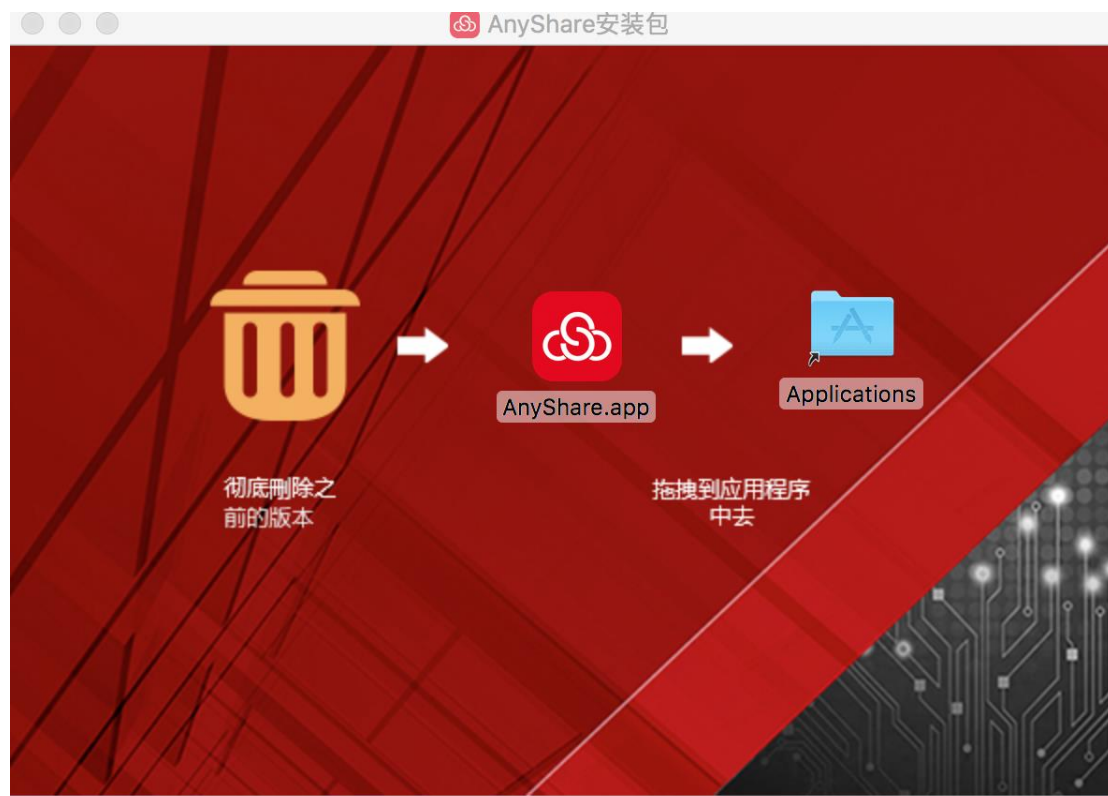 AnyShare安装包
AnyShare.app
Applications
彻底删除之
前的版本
拖拽到应用程序
中去